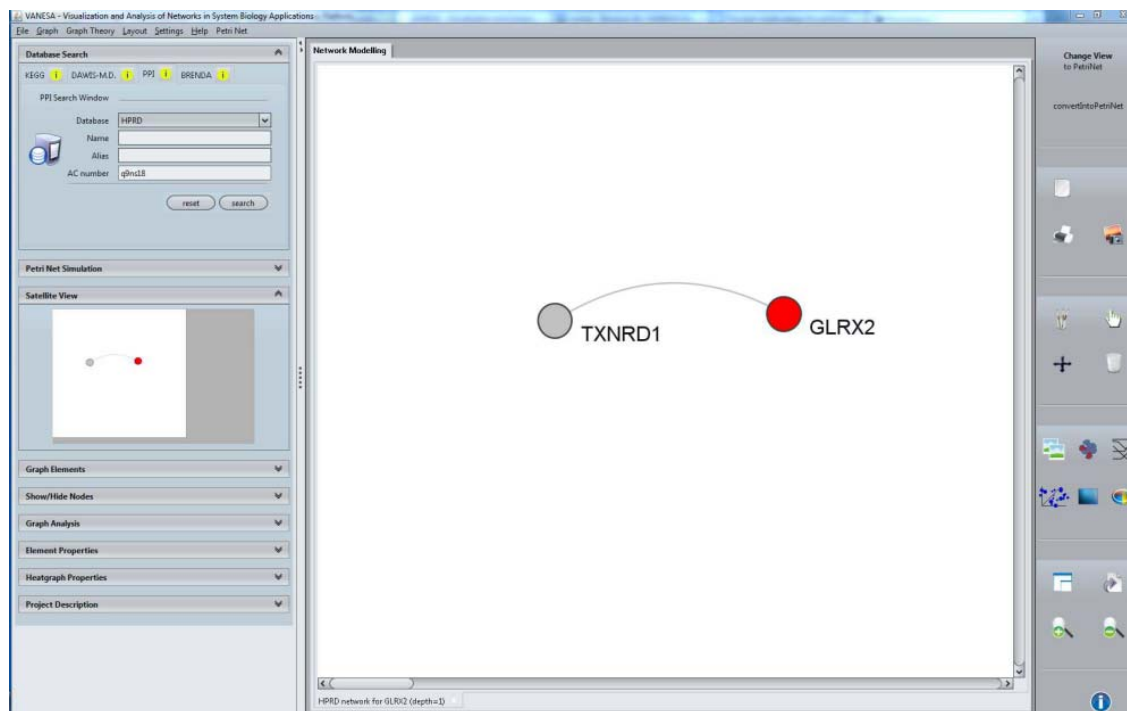 VANESA - Visualization and Analysis of Networks in System Biology Applications
File Graph Graph Theory Layout Settings Help Petri Net
Database Search
KEGG i DAWIS-M.D. i PPI i BRENDA i
PPI Search Window
Database HPRD
Name
Alias
AC number q9ns18
reset search
Petri Net Simulation
Satellite View
Graph Elements
Show/Hide Nodes
Graph Analysis
Element Properties
Heatgraph Properties
Project Description
Network Modelling
TXNRD1
GLRX2
HPRD network for GLRX2 (depth=1)
Change View
to PetriNet
convertIntoPetriNet